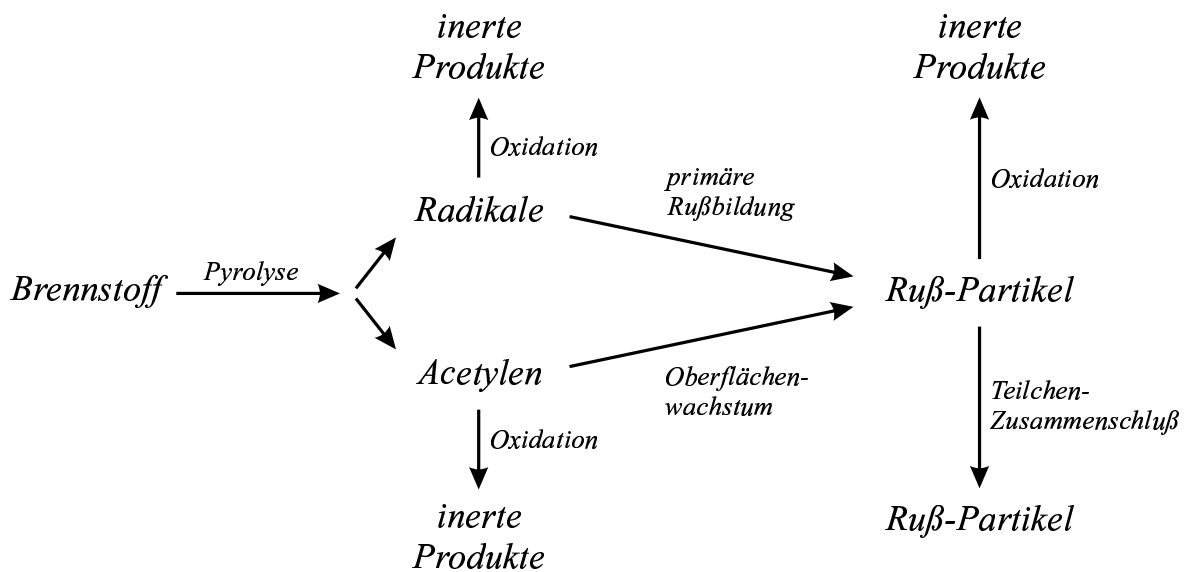 inerte
Produkte
inerte
Produkte
Oxidation
Oxidation
primäre
Rußbildung
Radikale
Brennstoff
Pyrolyse
Ruß-Partikel
Acetylen
Oberflächen-
wachstum
Teilchen-
Zusammenschluß
Oxidation
inerte
Produkte
Ruß-Partikel